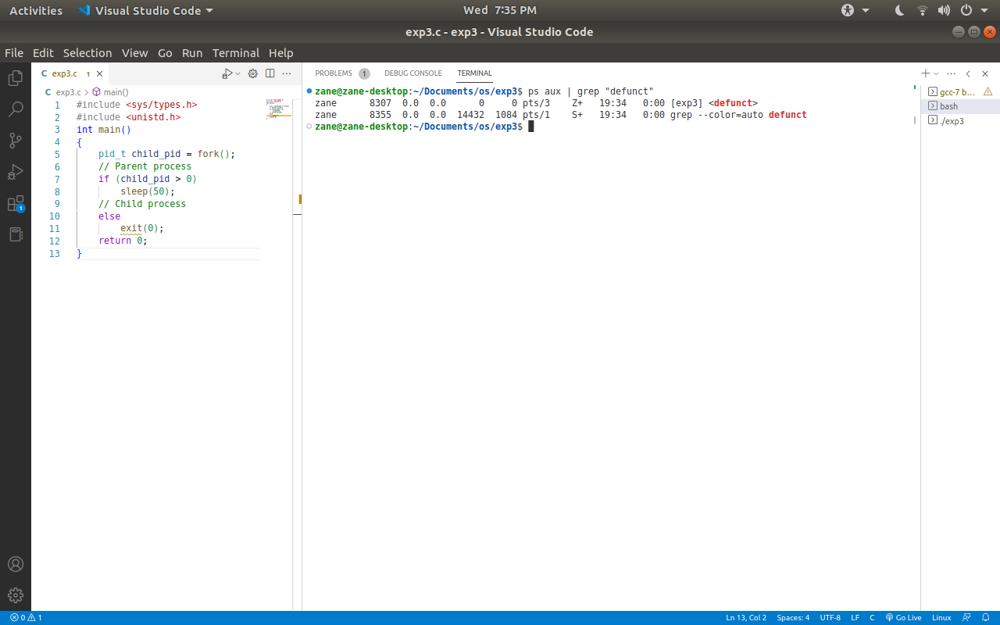 Activities Visual Studio Code Wed 7:35 PM
exp3.c - exp3 - Visual Studio Code
File Edit Selection View Go Run Terminal Help
C exp3.c 1
C exp3.c > main()
1 #include <sys/types.h>
2 #include <unistd.h>
3 int main()
4 {
5 pid_t child_pid = fork();
6 // Parent process
7 if (child_pid > 0)
8 sleep(50);
9 // Child process
10 else
11 exit(0);
12 return 0;
13 }
PROBLEMS 1 DEBUG CONSOLE TERMINAL
zane@zane-desktop:~/Documents/os/exp3$ ps aux | grep "defunct"
zane 8307 0.0 0.0 0 0 pts/3 Z+ 19:34 0:00 [exp3] <defunct>
zane 8355 0.0 0.0 14432 1084 pts/1 S+ 19:34 0:00 grep --color=auto defunct
zane@zane-desktop:~/Documents/os/exp3$
gcc-7 b...
bash
./exp3
1
0 1 Ln 13, Col 2 Spaces: 4 UTF-8 LF C Go Live Linux